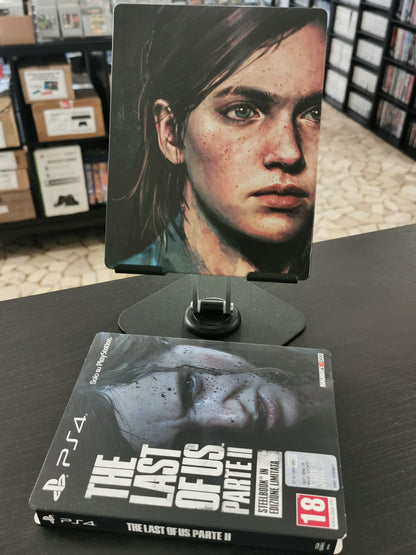 Solo su PlayStation
PS4
THE
LAST
OF US
PARTE II
STEELBOOK® IN
EDIZIONE LIMITATA
18
PS4
THE LAST OF US PARTE II